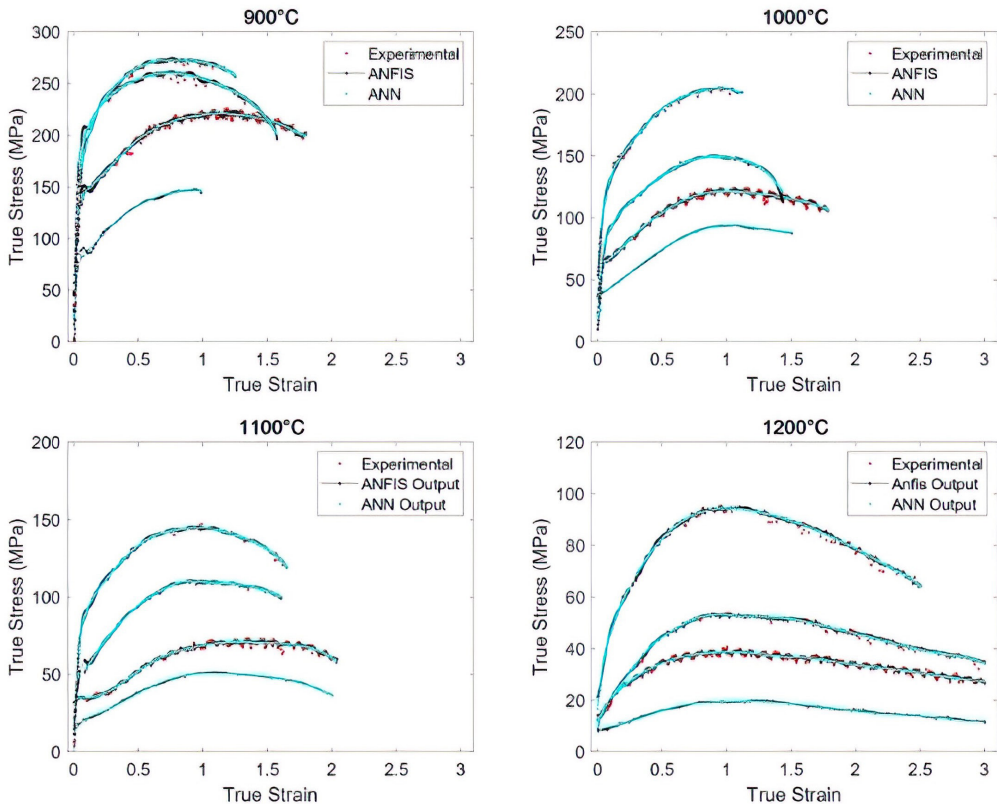 900°C
300
250
200
150
100
50
0
True Stress (MPa)
Experimental
ANFIS
ANN
0 0.5 1 1.5 2 2.5 3
True Strain
1000°C
250
200
150
100
50
0
True Stress (MPa)
Experimental
ANFIS
ANN
0 0.5 1 1.5 2 2.5 3
True Strain
1100°C
200
150
100
50
0
True Stress (MPa)
Experimental
ANFIS Output
ANN Output
0 0.5 1 1.5 2 2.5 3
True Strain
1200°C
120
100
80
60
40
20
0
True Stress (MPa)
Experimental
Anfis Output
ANN Output
0 0.5 1 1.5 2 2.5 3
True Strain